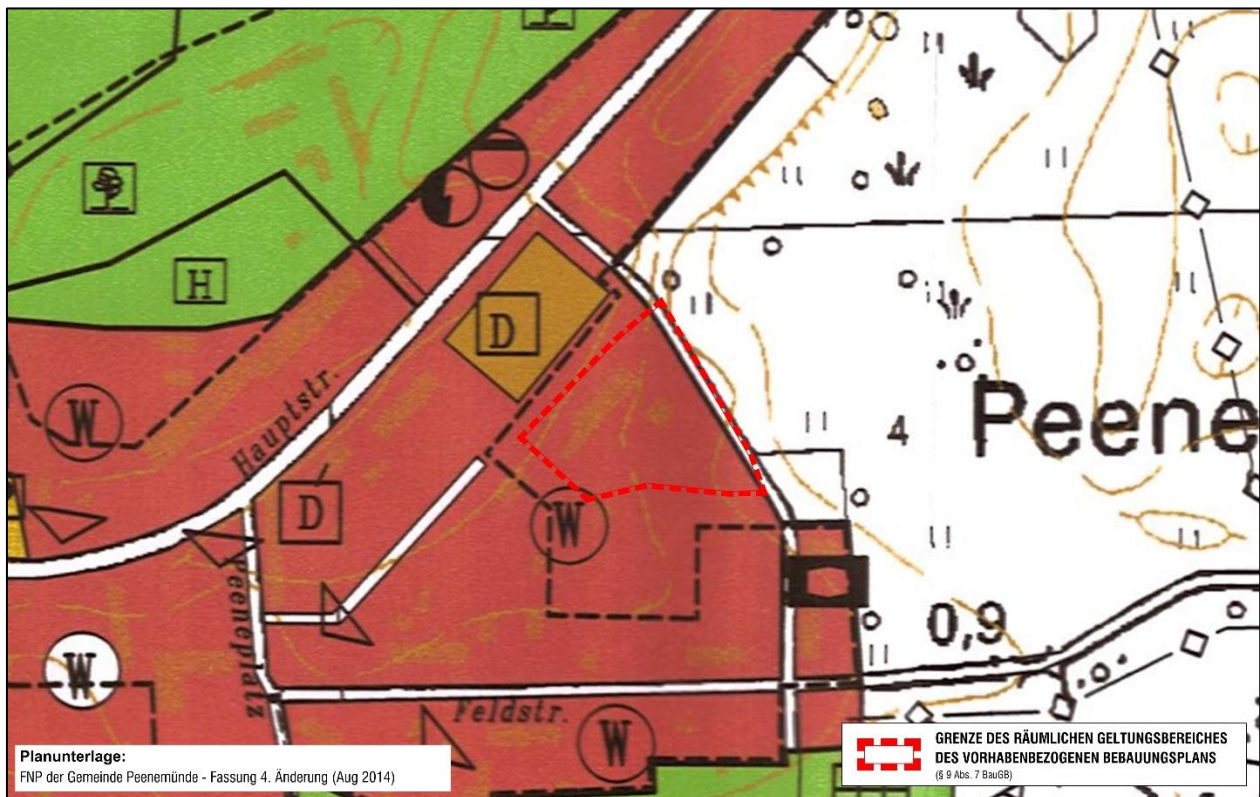 H
D
W
Hauptstr.
Peene
4
D
W
0,9
W
Peeneplatz
Feldstr.
W
Planunterlage:
FNP der Gemeinde Peenemünde - Fassung 4. Änderung (Aug 2014)
GRENZE DES RÄUMLICHEN GELTUNGSBEREICHES
DES VORHABENBEZOGENEN BEBAUUNGSPLANS
(§ 9 Abs. 7 BauGB)